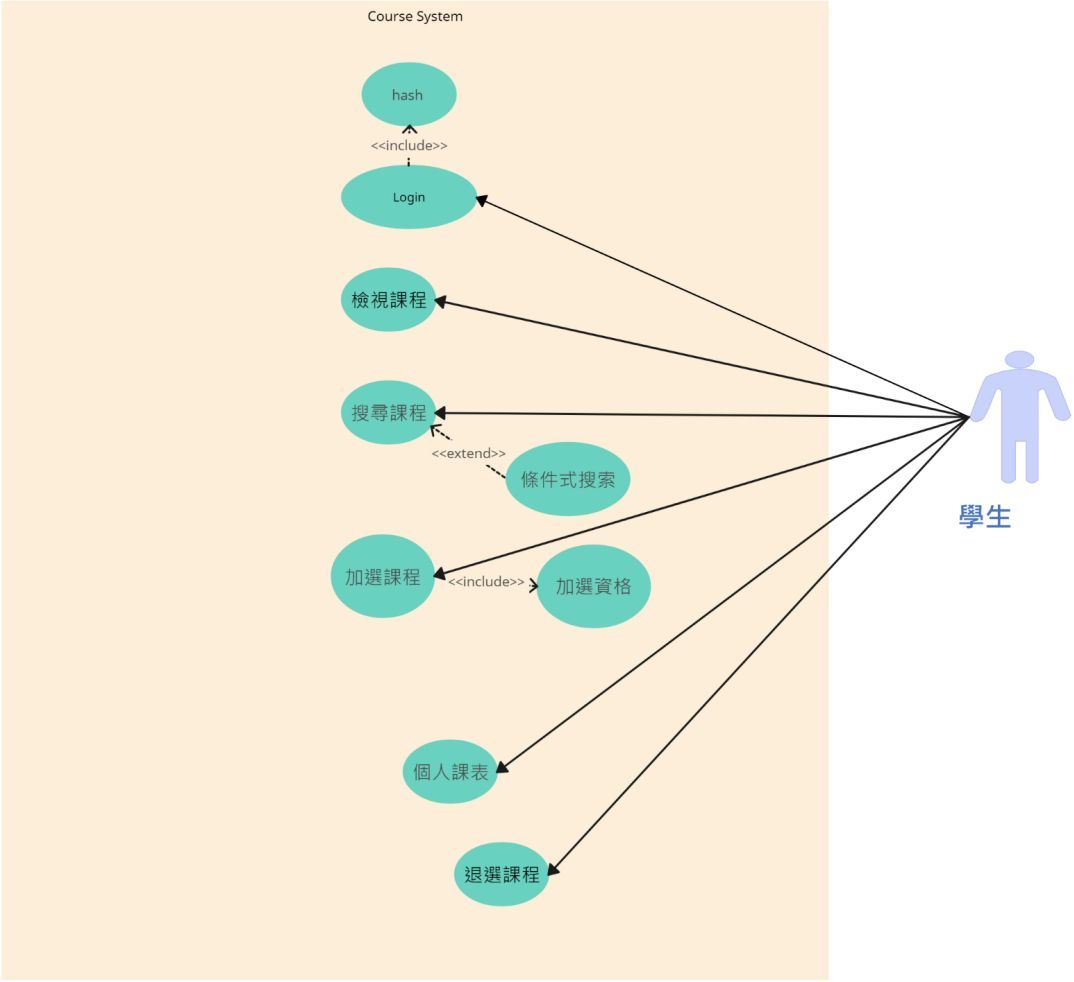 Course System
hash
<<include>>
Login
檢視課程
搜尋課程
<<extend>>
條件式搜索
學生
加選課程
<<include>>
加選資格
個人課表
退選課程